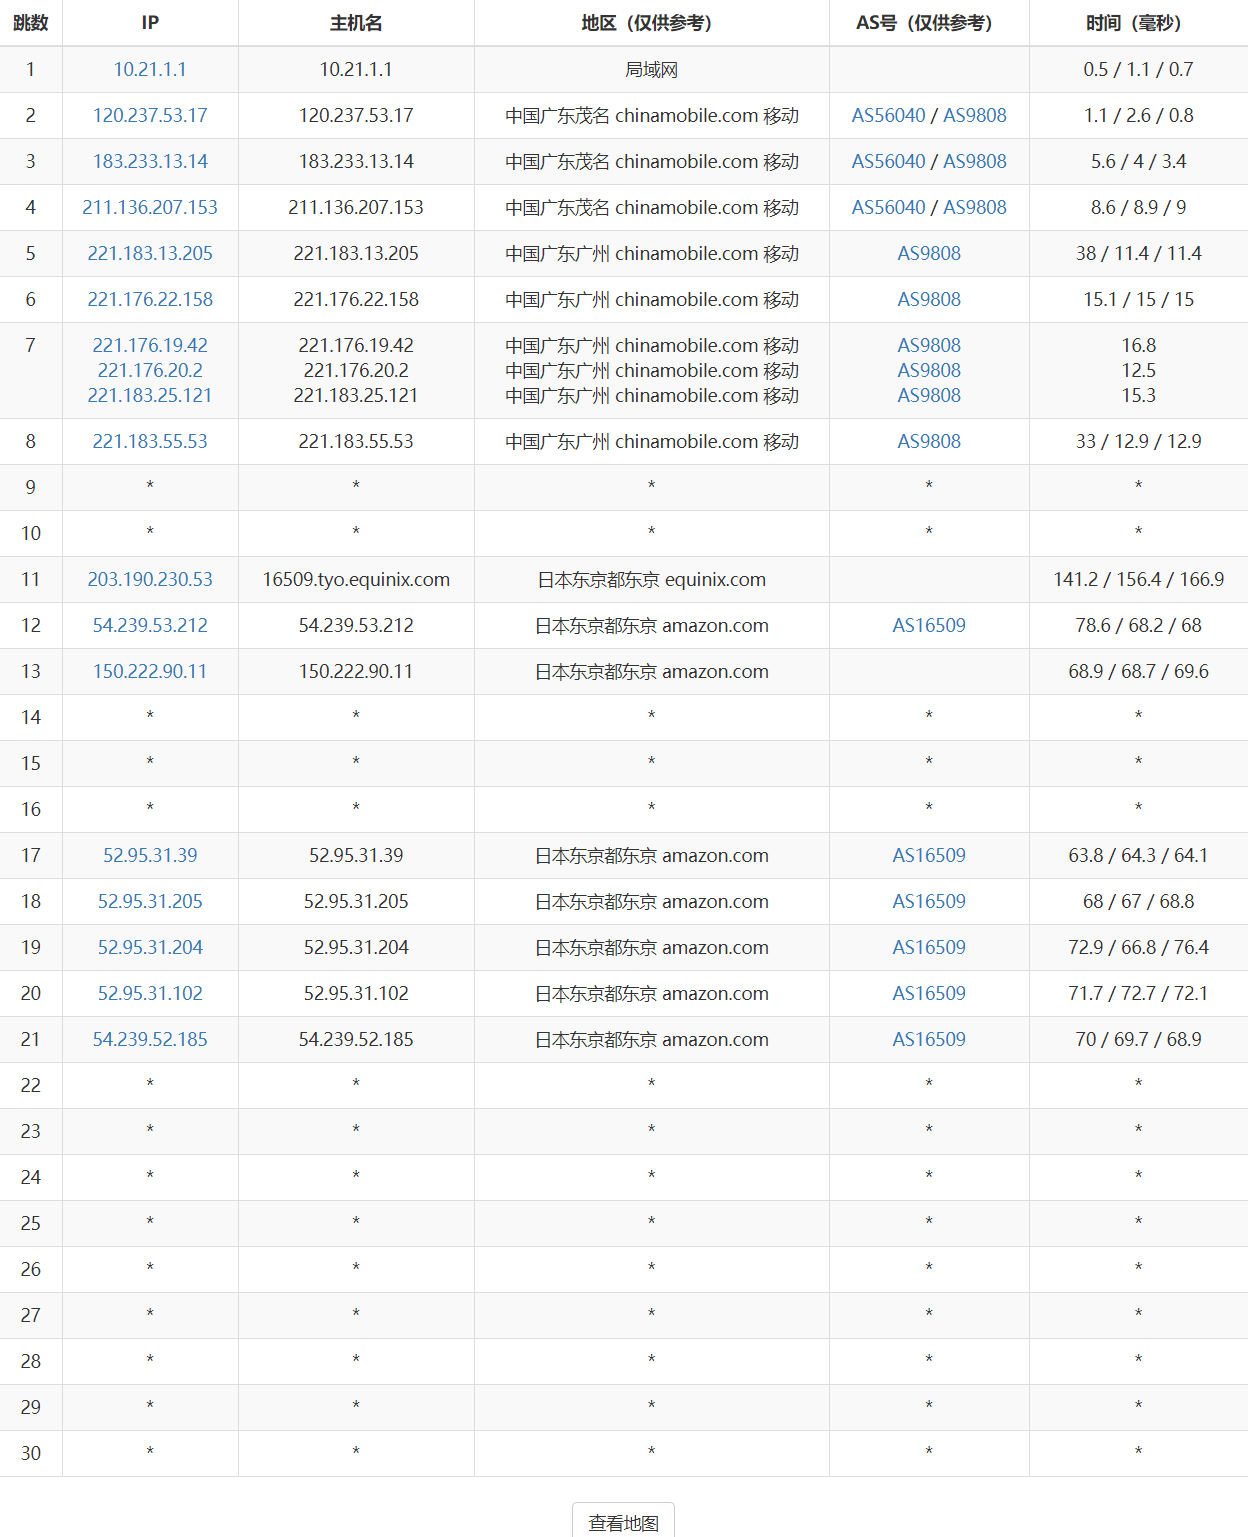 跳数 IP 主机名 地区（仅供参考） AS号（仅供参考） 时间（毫秒）
1 10.21.1.1 10.21.1.1 局域网 0.5 / 1.1 / 0.7
2 120.237.53.17 120.237.53.17 中国广东茂名 chinamobile.com 移动 AS56040 / AS9808 1.1 / 2.6 / 0.8
3 183.233.13.14 183.233.13.14 中国广东茂名 chinamobile.com 移动 AS56040 / AS9808 5.6 / 4 / 3.4
4 211.136.207.153 211.136.207.153 中国广东茂名 chinamobile.com 移动 AS56040 / AS9808 8.6 / 8.9 / 9
5 221.183.13.205 221.183.13.205 中国广东广州 chinamobile.com 移动 AS9808 38 / 11.4 / 11.4
6 221.176.22.158 221.176.22.158 中国广东广州 chinamobile.com 移动 AS9808 15.1 / 15 / 15
7 221.176.19.42 221.176.19.42 中国广东广州 chinamobile.com 移动 AS9808 16.8
221.176.20.2 221.176.20.2 中国广东广州 chinamobile.com 移动 AS9808 12.5
221.183.25.121 221.183.25.121 中国广东广州 chinamobile.com 移动 AS9808 15.3
8 221.183.55.53 221.183.55.53 中国广东广州 chinamobile.com 移动 AS9808 33 / 12.9 / 12.9
9 * * * * *
10 * * * * *
11 203.190.230.53 16509.tyo.equinix.com 日本东京都东京 equinix.com 141.2 / 156.4 / 166.9
12 54.239.53.212 54.239.53.212 日本东京都东京 amazon.com AS16509 78.6 / 68.2 / 68
13 150.222.90.11 150.222.90.11 日本东京都东京 amazon.com 68.9 / 68.7 / 69.6
14 * * * * *
15 * * * * *
16 * * * * *
17 52.95.31.39 52.95.31.39 日本东京都东京 amazon.com AS16509 63.8 / 64.3 / 64.1
18 52.95.31.205 52.95.31.205 日本东京都东京 amazon.com AS16509 68 / 67 / 68.8
19 52.95.31.204 52.95.31.204 日本东京都东京 amazon.com AS16509 72.9 / 66.8 / 76.4
20 52.95.31.102 52.95.31.102 日本东京都东京 amazon.com AS16509 71.7 / 72.7 / 72.1
21 54.239.52.185 54.239.52.185 日本东京都东京 amazon.com AS16509 70 / 69.7 / 68.9
22 * * * * *
23 * * * * *
24 * * * * *
25 * * * * *
26 * * * * *
27 * * * * *
28 * * * * *
29 * * * * *
30 * * * * *
查看地图